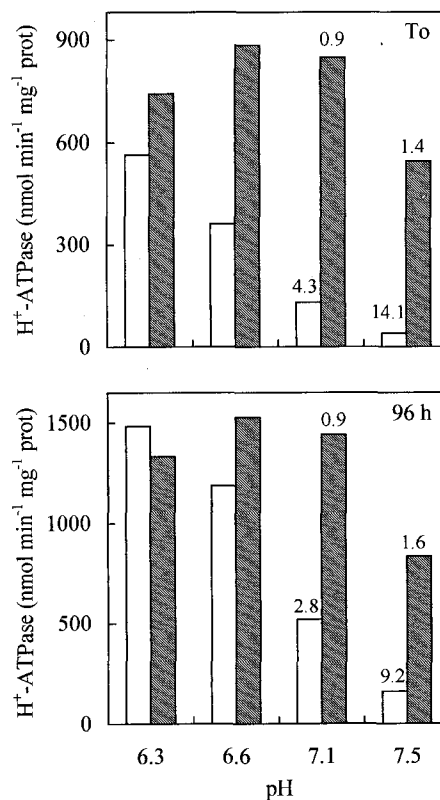 900
600
300
0
H⁺-ATPase (nmol min⁻¹ mg⁻¹ prot)
To
0.9
1.4
4.3
14.1
1500
1000
500
0
H⁺-ATPase (nmol min⁻¹ mg⁻¹ prot)
96 h
0.9
1.6
2.8
9.2
6.3 6.6 7.1 7.5
pH